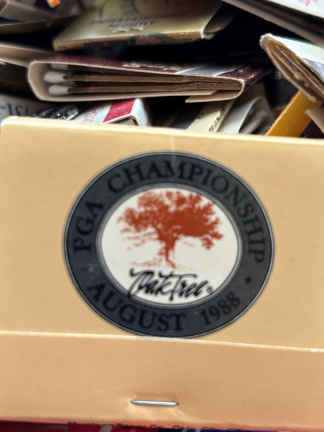 PGA CHAMPIONSHIP
Oak Tree
AUGUST 1988